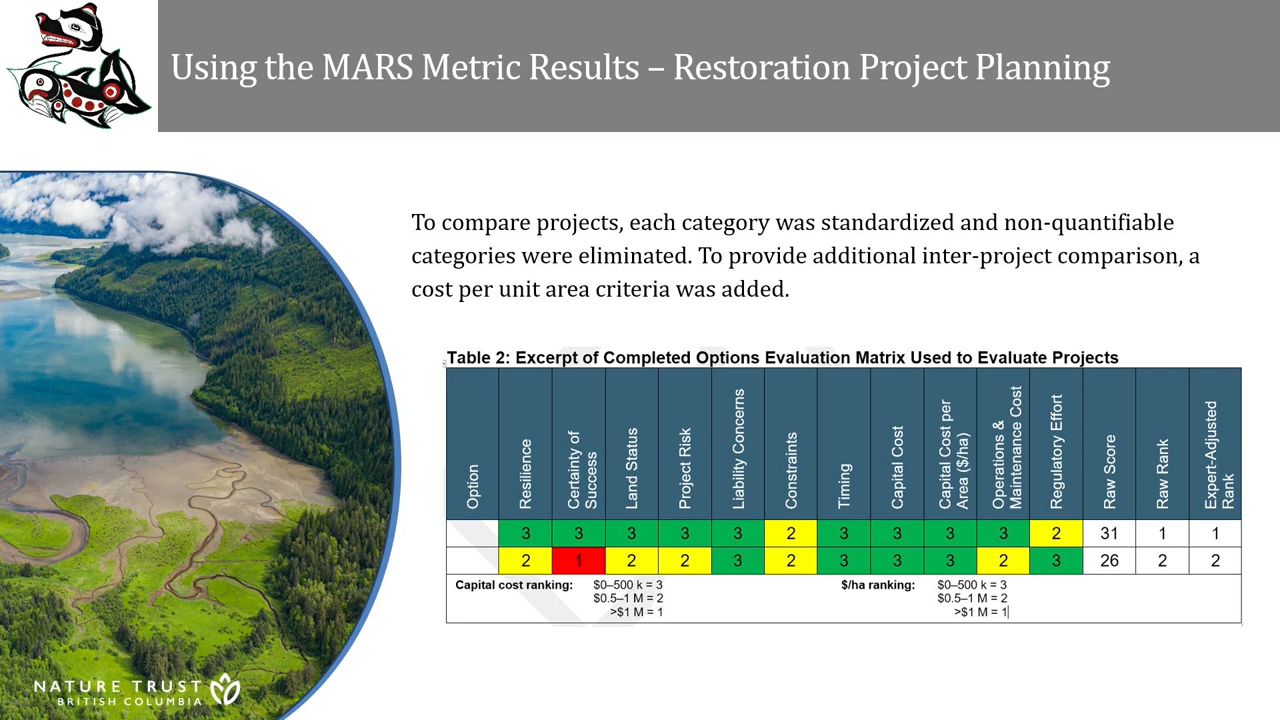 Using the MARS Metric Results – Restoration Project Planning
To compare projects, each category was standardized and non-quantifiable
categories were eliminated. To provide additional inter-project comparison, a
cost per unit area criteria was added.
Table 2: Excerpt of Completed Options Evaluation Matrix Used to Evaluate Projects
Option
Resilience
Certainty of
Success
Land Status
Project Risk
Liability Concerns
Constraints
Timing
Capital Cost
Capital Cost per
Area ($/ha)
Operations &
Maintenance Cost
Regulatory Effort
Raw Score
Raw Rank
Expert-Adjusted
Rank
3 3 3 3 3 2 3 3 3 3 2 31 1 1
2 1 2 2 3 2 3 3 3 2 3 26 2 2
Capital cost ranking: $0–500 k = 3 $/ha ranking: $0–500 k = 3
$0.5–1 M = 2 $0.5–1 M = 2
>$1 M = 1 >$1 M = 1
NATURE TRUST
BRITISH COLUMBIA